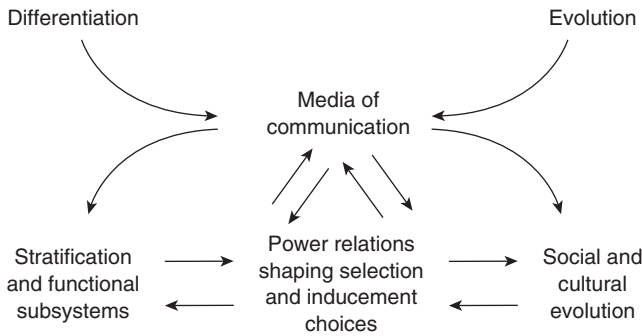 Differentiation
Evolution
Media of
communication
Stratification
and functional
subsystems
Power relations
shaping selection
and inducement
choices
Social and
cultural
evolution